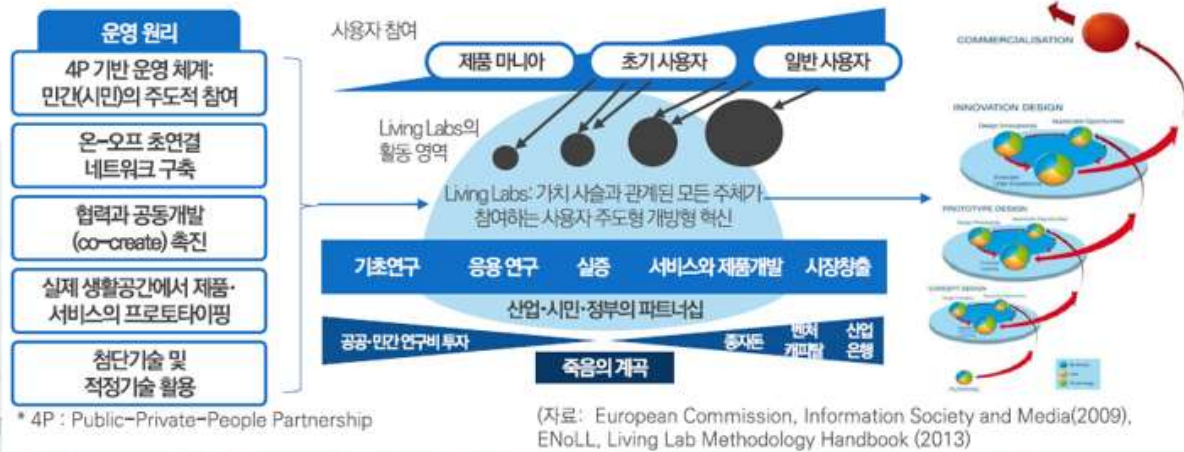 운영 원리
4P 기반 운영 체계:
민간(시민)의 주도적 참여
온-오프 초연결
네트워크 구축
협력과 공동개발
(co-create) 촉진
실제 생활공간에서 제품·
서비스의 프로토타이핑
첨단기술 및
적정기술 활용
* 4P : Public-Private-People Partnership
사용자 참여
제품 마니아
초기 사용자
일반 사용자
Living Labs의
활동 영역
Living Labs: 가치 사슬과 관계된 모든 주체가
참여하는 사용자 주도형 개방형 혁신
기초연구
응용 연구
실증
서비스와 제품개발
시장창출
산업·시민·정부의 파트너십
공공·민간 연구비 투자
종자돈
벤처
캐피탈
산업
은행
죽음의 계곡
COMMERCIALISATION
INNOVATION DESIGN
PROTOTYPE DESIGN
CONCEPT DESIGN
(자료: European Commission, Information Society and Media(2009),
ENoLL, Living Lab Methodology Handbook (2013)